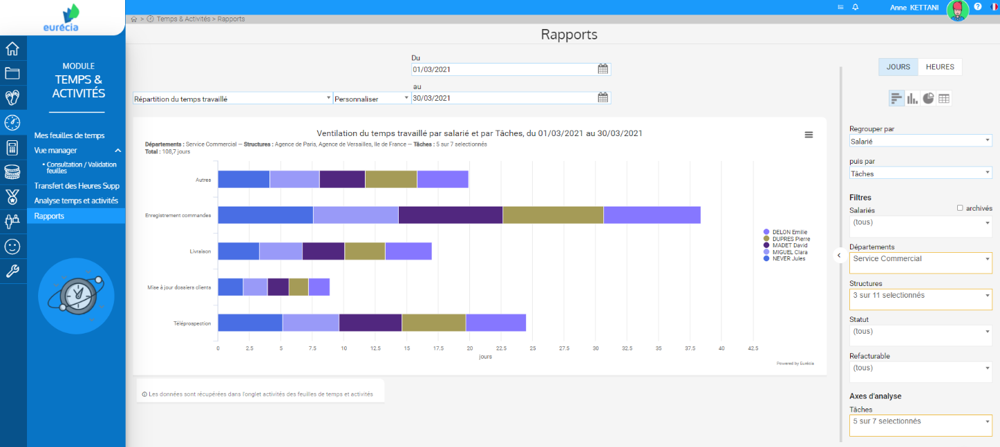 eurécia
Anne KETTANI
?
> Temps & Activités > Rapports
Rapports
MODULE
TEMPS &
ACTIVITÉS
Mes feuilles de temps
Vue manager
• Consultation / Validation
feuilles
Transfert des Heures Supp
Analyse temps et activités
Rapports
Du
01/03/2021
au
Répartition du temps travaillé
Personnaliser
30/03/2021
Ventilation du temps travaillé par salarié et par Tâches, du 01/03/2021 au 30/03/2021
Départements : Service Commercial — Structures : Agence de Paris, Agence de Versailles, Ile de France — Tâches : 5 sur 7 selectionnés
Total : 108,7 jours
Autres
Enregistrement commandes
Livraison
Mise à jour dossiers clients
Téléprospection
0 2.5 5 7.5 10 12.5 15 17.5 20 22.5 25 27.5 30 32.5 35 37.5 40 42.5
jours
DELON Emilie
DUPRES Pierre
MADET David
MIGUEL Clara
NEVER Jules
Powered by Eurécia
Les données sont récupérées dans l'onglet activités des feuilles de temps et activités
JOURS HEURES
Regrouper par
Salarié
puis par
Tâches
Filtres
Salariés
archivés
(tous)
Départements
Service Commercial
Structures
3 sur 11 selectionnés
Statut
(tous)
Refacturable
(tous)
Axes d'analyse
Tâches
5 sur 7 selectionnés